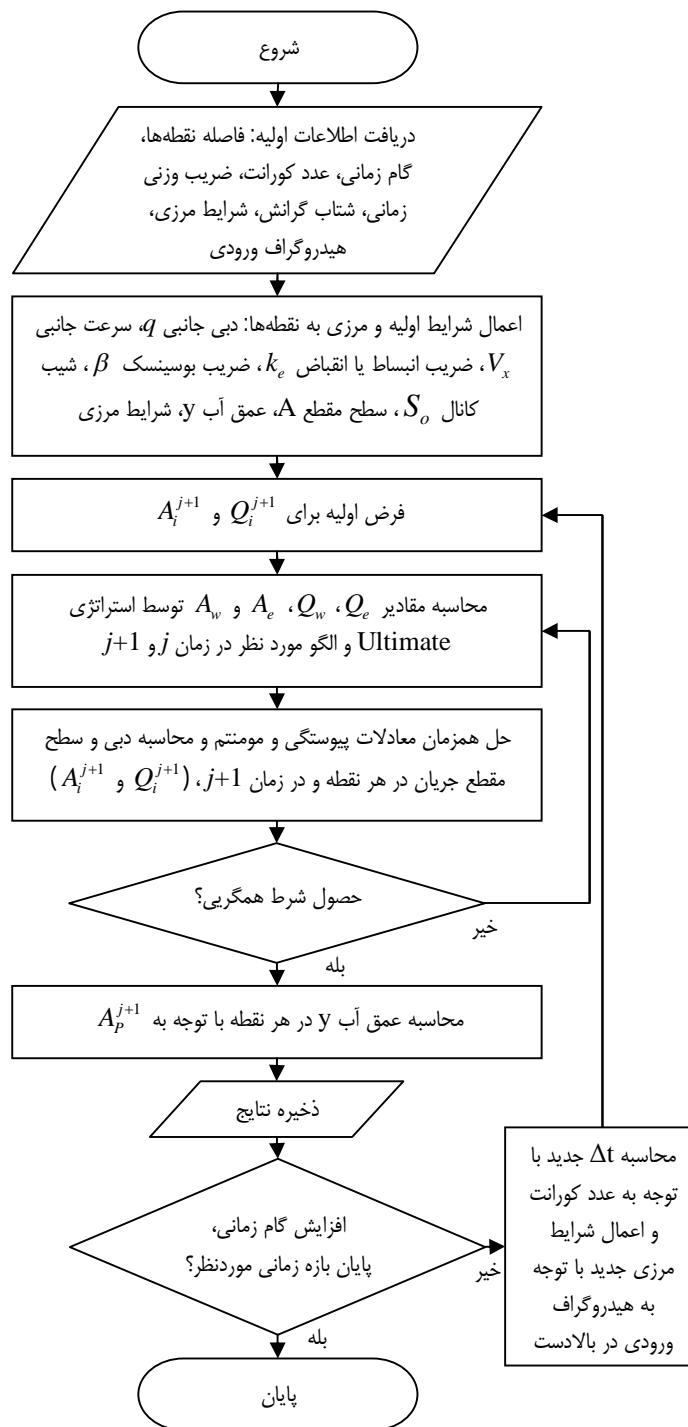 شروع
دریافت اطلاعات اولیه: فاصله نقطه‌ها،
گام زمانی، عدد کورانت، ضریب وزنی
زمانی، شتاب گرانش، شرایط مرزی،
هیدروگراف ورودی
اعمال شرایط اولیه و مرزی به نقطه‌ها: دبی جانبی q، سرعت جانبی
V_x، ضریب انبساط یا انقباض k_e، ضریب بوسینسک β، شیب
کانال S_o، سطح مقطع A، عمق آب y، شرایط مرزی
فرض اولیه برای Q_i^{j+1} و A_i^{j+1}
محاسبه مقادیر Q_e، Q_w، A_e و A_w توسط استراتژی
Ultimate و الگو مورد نظر در زمان j و j+1
حل همزمان معادلات پیوستگی و مومنتم و محاسبه دبی و سطح
مقطع جریان در هر نقطه و در زمان j+1، (Q_i^{j+1} و A_i^{j+1})
حصول شرط همگریی؟
خیر
بله
محاسبه عمق آب y در هر نقطه با توجه به A_P^{j+1}
ذخیره نتایج
افزایش گام زمانی،
پایان بازه زمانی موردنظر؟
خیر
بله
محاسبه Δt جدید با
توجه به عدد کورانت
و اعمال شرایط
مرزی جدید با توجه
به هیدروگراف
ورودی در بالادست
پایان